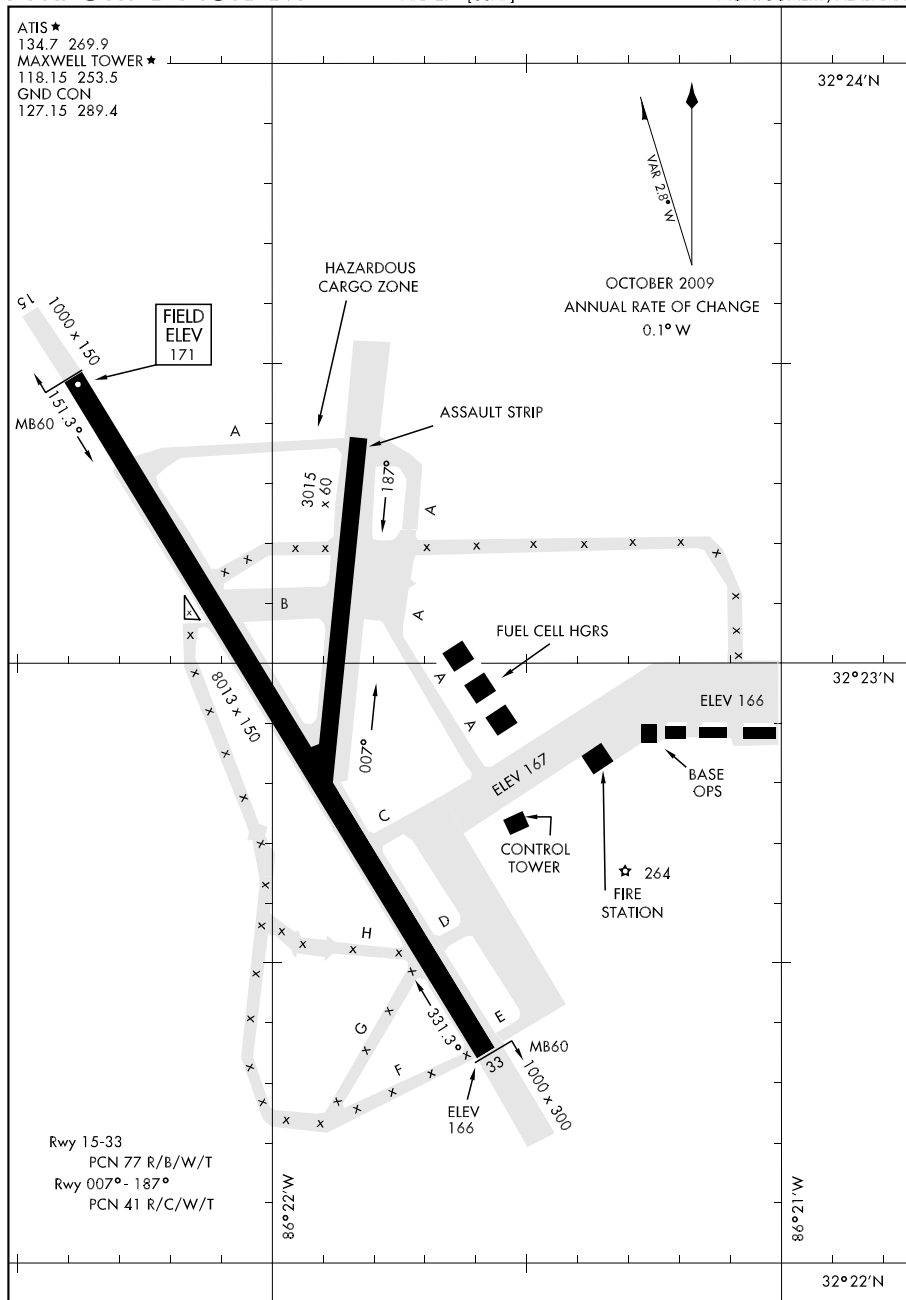 ATIS ★
134.7 269.9
MAXWELL TOWER ★
118.15 253.5
GND CON
127.15 289.4
32°24'N
VAR 2.8° W
OCTOBER 2009
ANNUAL RATE OF CHANGE
0.1° W
HAZARDOUS
CARGO ZONE
15
1000 x 150
FIELD
ELEV
171
MB60
151.3°
A
ASSAULT STRIP
3015
x 60
187°
A
x x x x x x x x x x
B
A
FUEL CELL HGRS
A
A
32°23'N
8013 x 150
ELEV 166
007°
ELEV 167
BASE
OPS
C
CONTROL
TOWER
264
FIRE
STATION
H
D
G
331.3°
E
F
MB60
33
1000 x 300
ELEV
166
Rwy 15-33
PCN 77 R/B/W/T
Rwy 007°- 187°
PCN 41 R/C/W/T
86°22'W
86°21'W
32°22'N